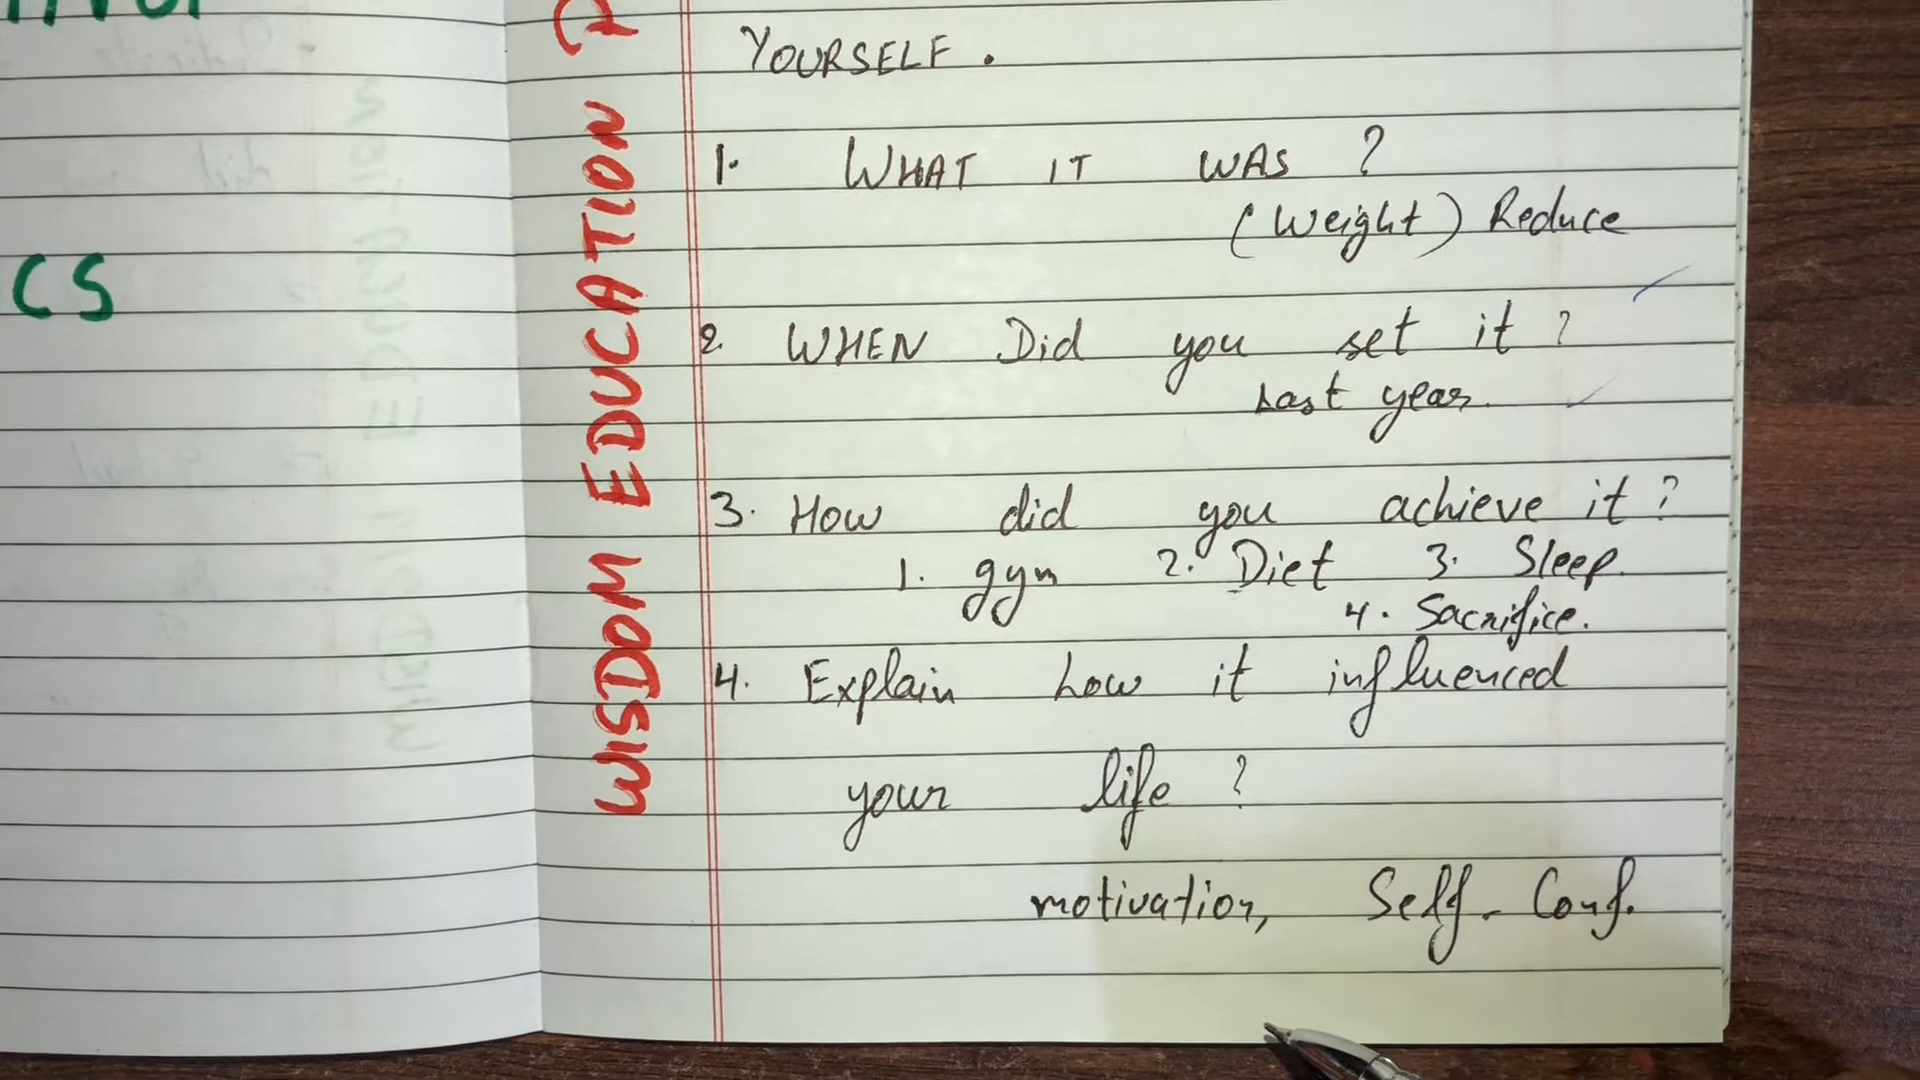 CS
WISDOM EDUCATION
YOURSELF.
1. WHAT IT WAS ?
(Weight) Reduce
2. WHEN Did you set it ?
Last year.
3. How did you achieve it ?
1. gym 2. Diet 3. Sleep.
4. Sacrifice.
4. Explain how it influenced
your life ?
motivation, Self-Conf.